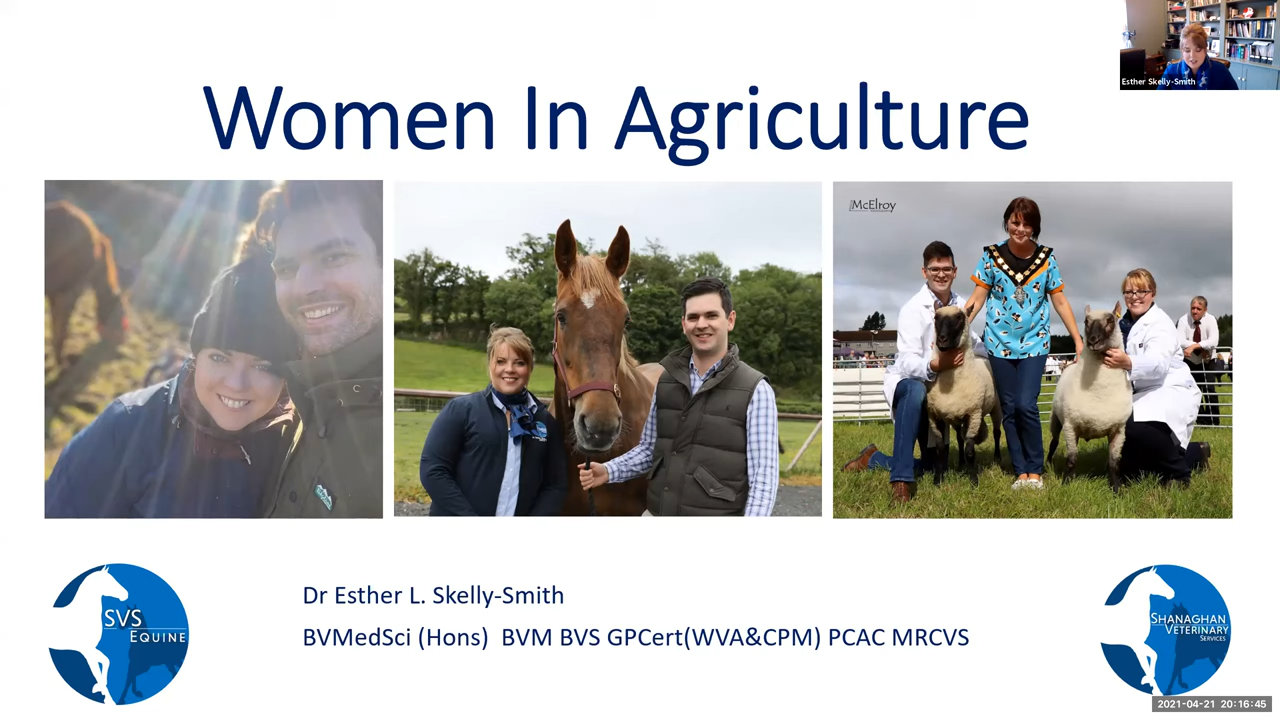 Esther Skelly-Smith
Women In Agriculture
McElroy
Dr Esther L. Skelly-Smith
BVMedSci (Hons) BVM BVS GPCert(WVA&CPM) PCAC MRCVS
SVS
EQUINE
SHANAGHAN
VETERINARY
SERVICES
2021-04-21 20:16:45